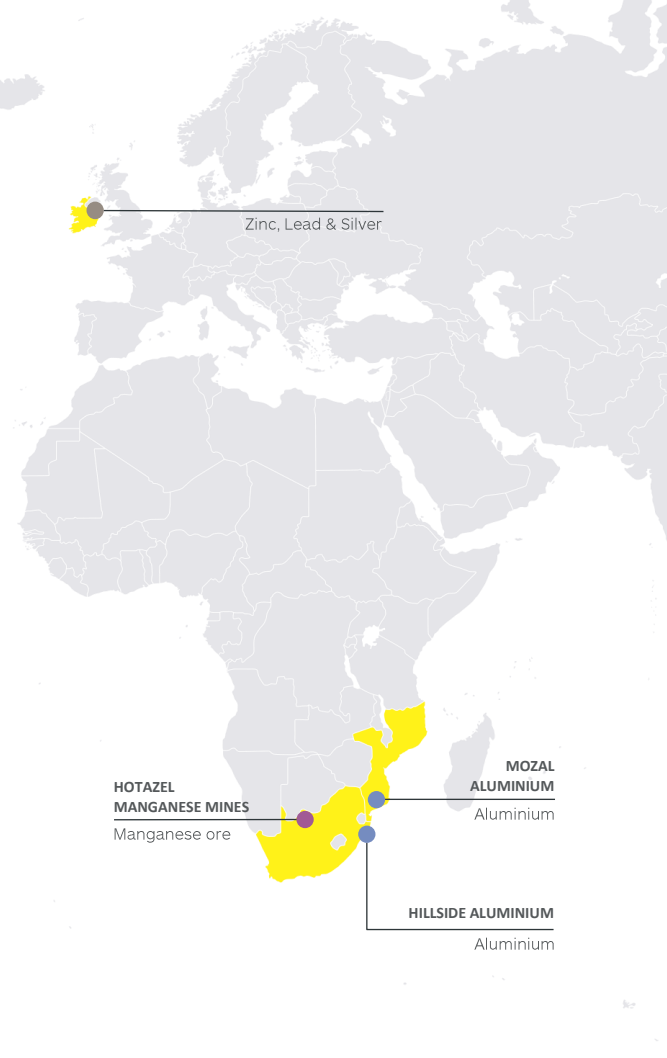 Zinc, Lead & Silver
MOZAL
ALUMINIUM
Aluminium
HOTAZEL
MANGANESE MINES
Manganese ore
HILLSIDE ALUMINIUM
Aluminium